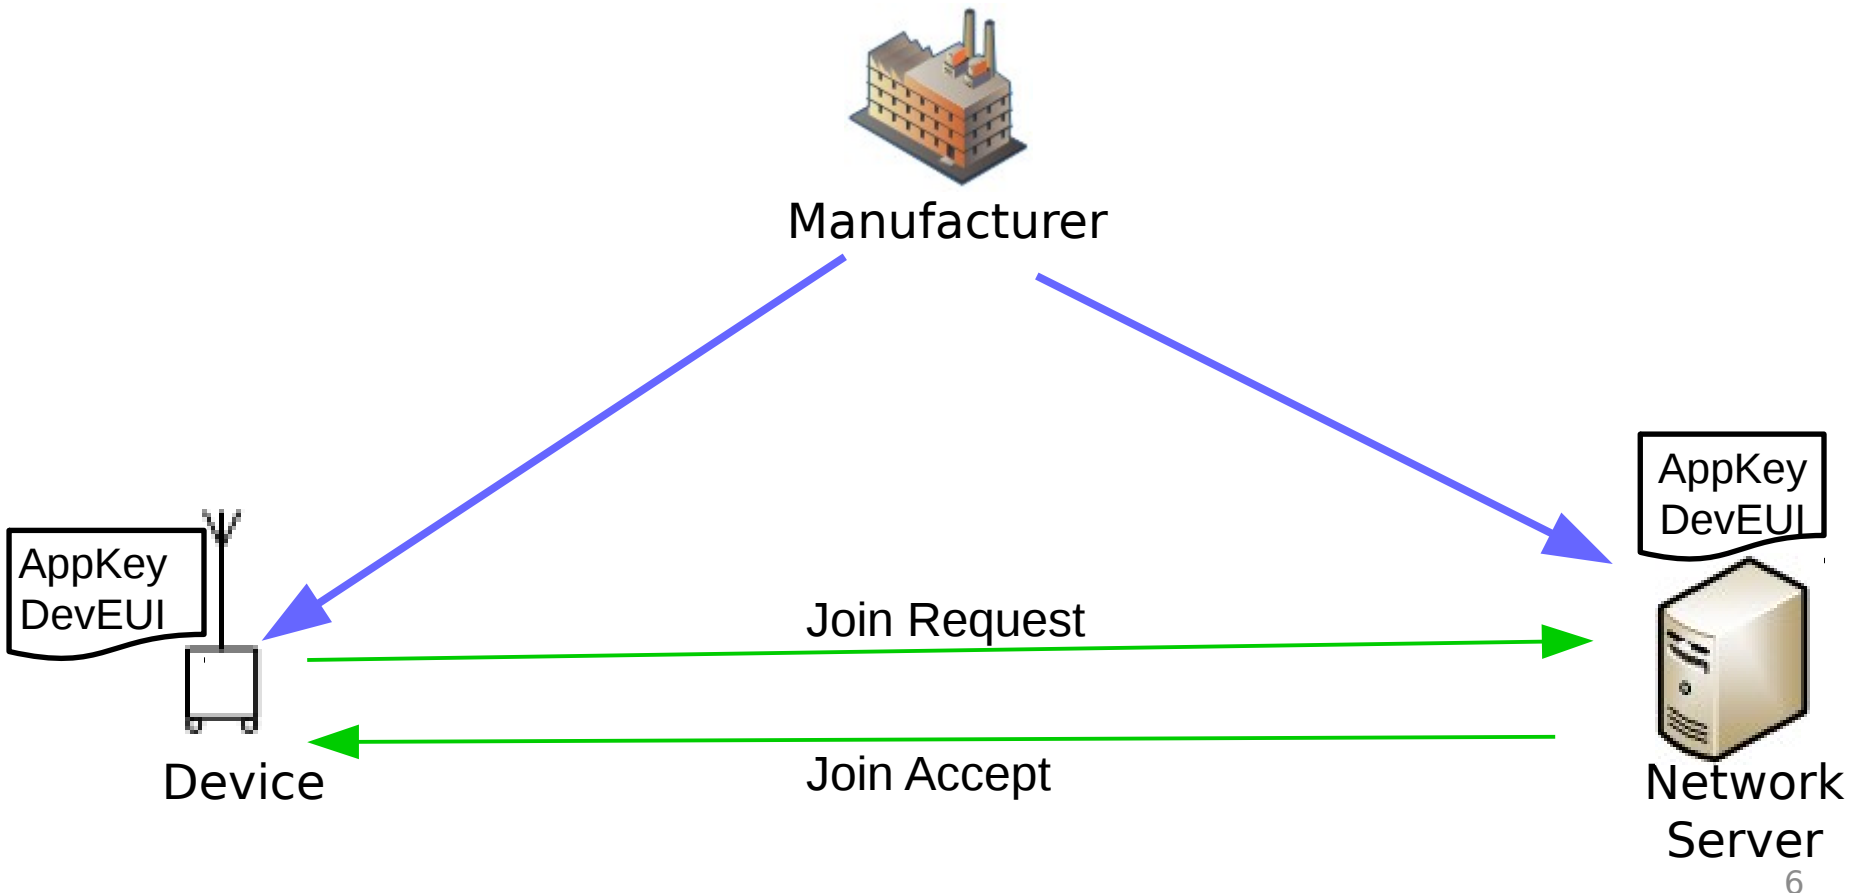 Manufacturer
AppKey
DevEUI
AppKey
DevEUI
Join Request
Join Accept
Device
Network
Server
6